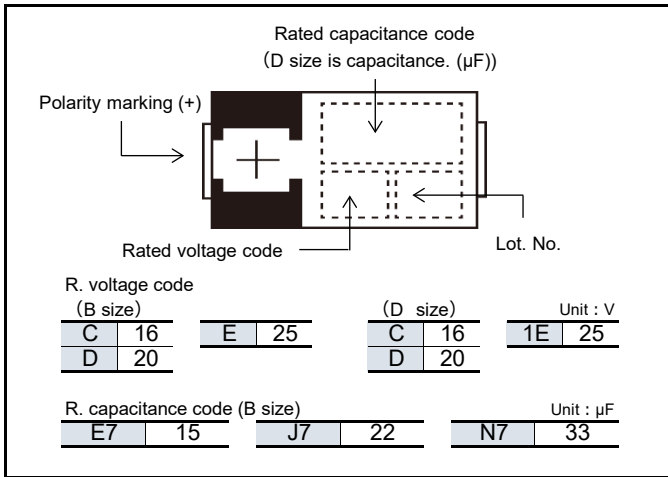 Rated capacitance code
(D size is capacitance. (μF))
Polarity marking (+)
Rated voltage code
Lot. No.
R. voltage code
(B size)
(D size)
Unit : V
C 16 E 25 C 16 1E 25
D 20 D 20
R. capacitance code (B size)
Unit : μF
E7 15 J7 22 N7 33